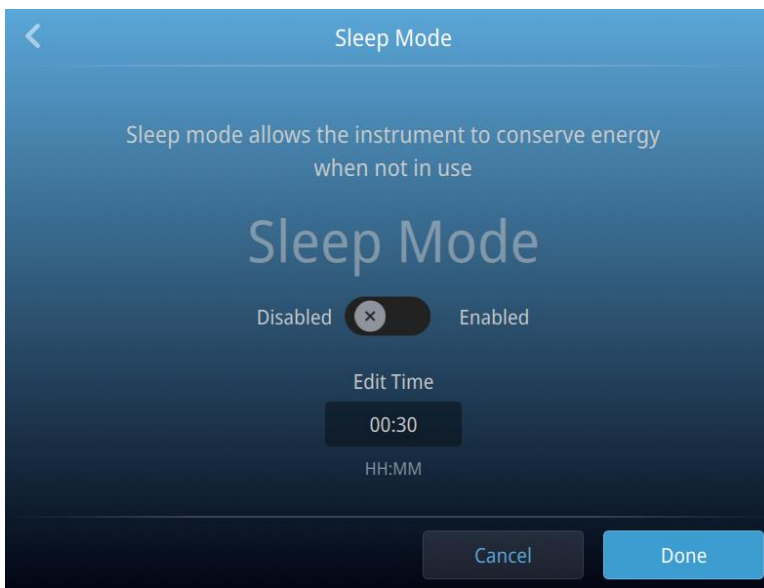 Sleep Mode
Sleep mode allows the instrument to conserve energy
when not in use
Sleep Mode
Disabled
Enabled
Edit Time
00:30
HH:MM
Cancel
Done